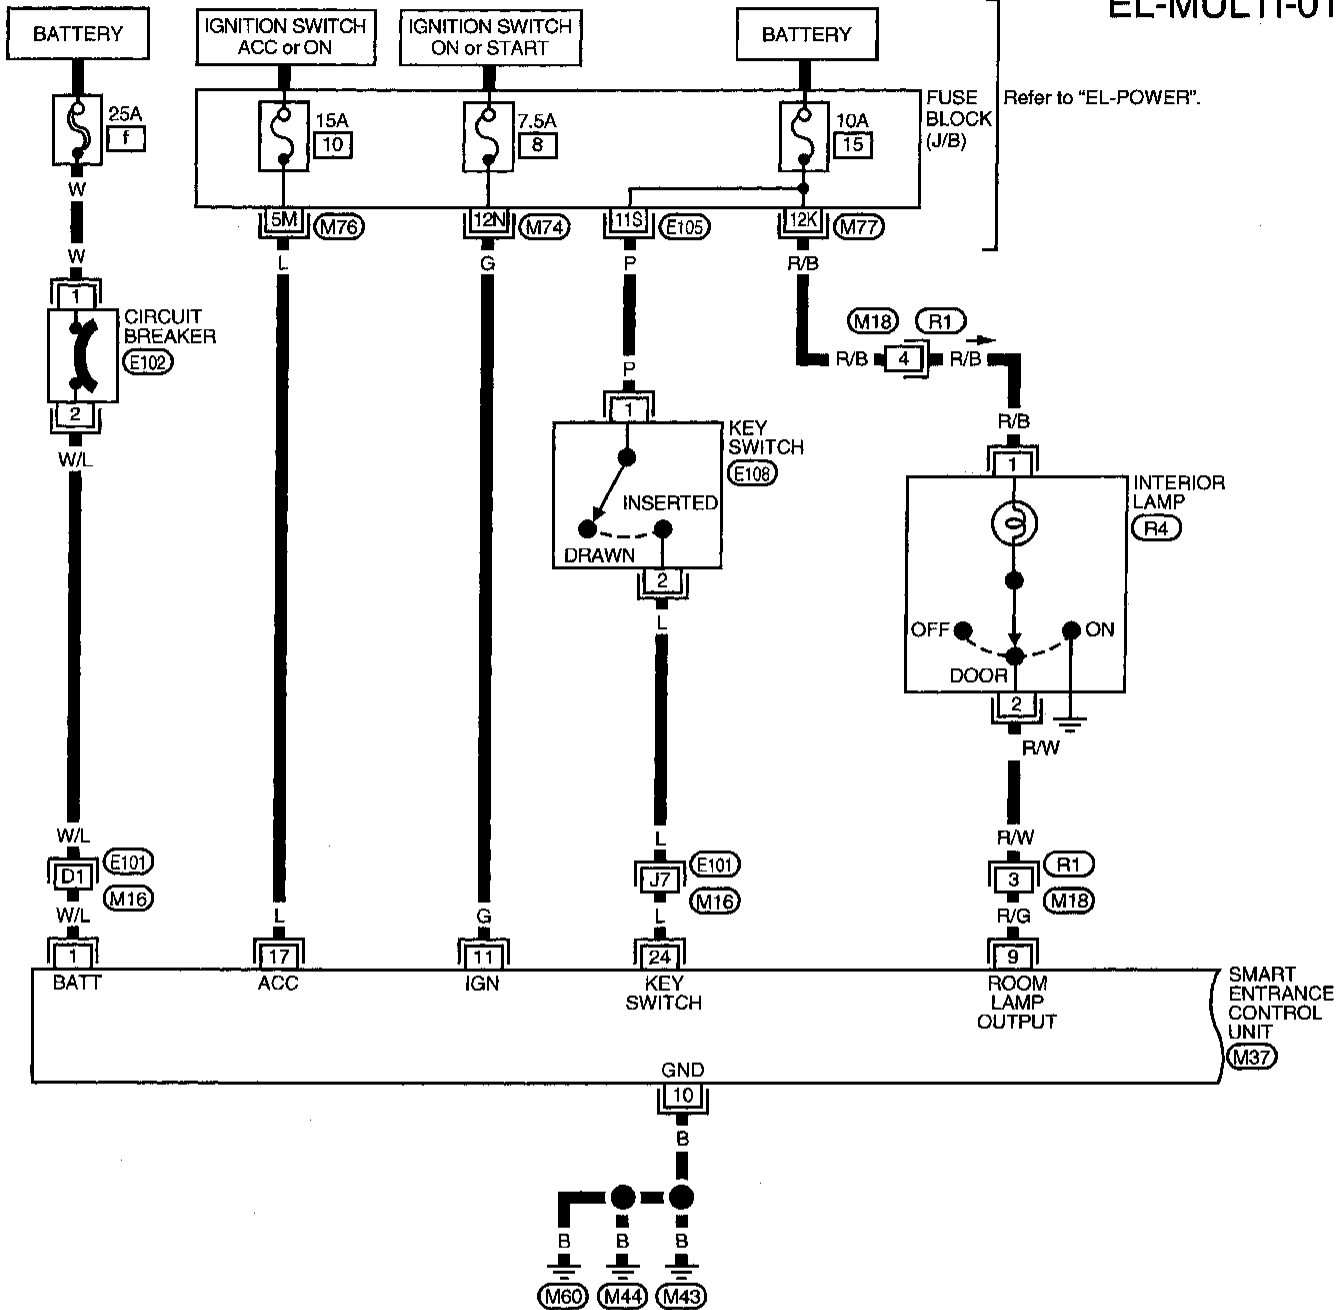 EL-MULTI-01
BATTERY
IGNITION SWITCH
ACC or ON
IGNITION SWITCH
ON or START
BATTERY
25A
f
15A
10
7.5A
8
10A
15
FUSE
BLOCK
(J/B)
Refer to "EL-POWER".
5M
M76
12N
M74
11S
E105
12K
M77
W
W
L
G
P
R/B
1
CIRCUIT
BREAKER
E102
2
W/L
M18
R1
R/B
4
R/B
P
1
KEY
SWITCH
E108
INSERTED
DRAWN
2
L
R/B
1
INTERIOR
LAMP
R4
OFF
ON
DOOR
2
R/W
W/L
E101
D1
M16
W/L
L
G
L
E101
J7
M16
L
R/W
R1
3
M18
R/G
1
17
11
24
9
BATT
ACC
IGN
KEY
SWITCH
ROOM
LAMP
OUTPUT
SMART
ENTRANCE
CONTROL
UNIT
M37
GND
10
B
B
B
B
M60
M44
M43